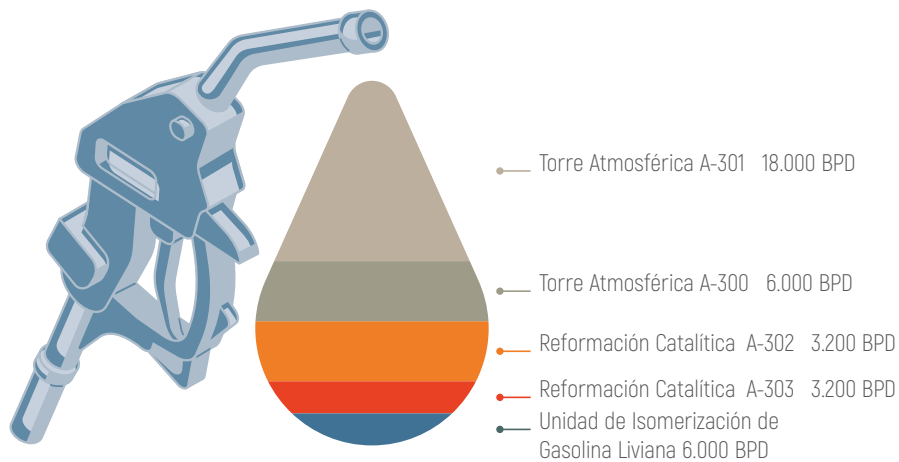 Torre Atmosférica A-301 18.000 BPD
Torre Atmosférica A-300 6.000 BPD
Reformación Catalítica A-302 3.200 BPD
Reformación Catalítica A-303 3.200 BPD
Unidad de Isomerización de
Gasolina Liviana 6.000 BPD